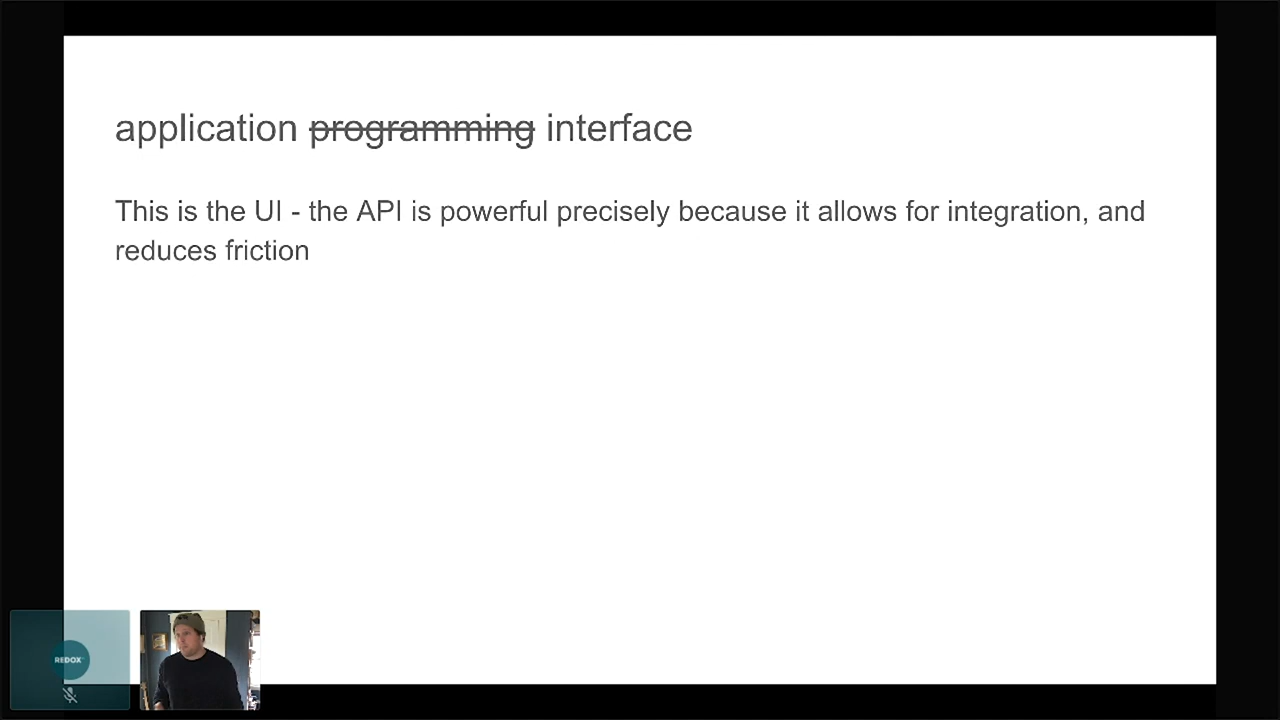 application programming interface
This is the UI - the API is powerful precisely because it allows for integration, and
reduces friction
REDOX